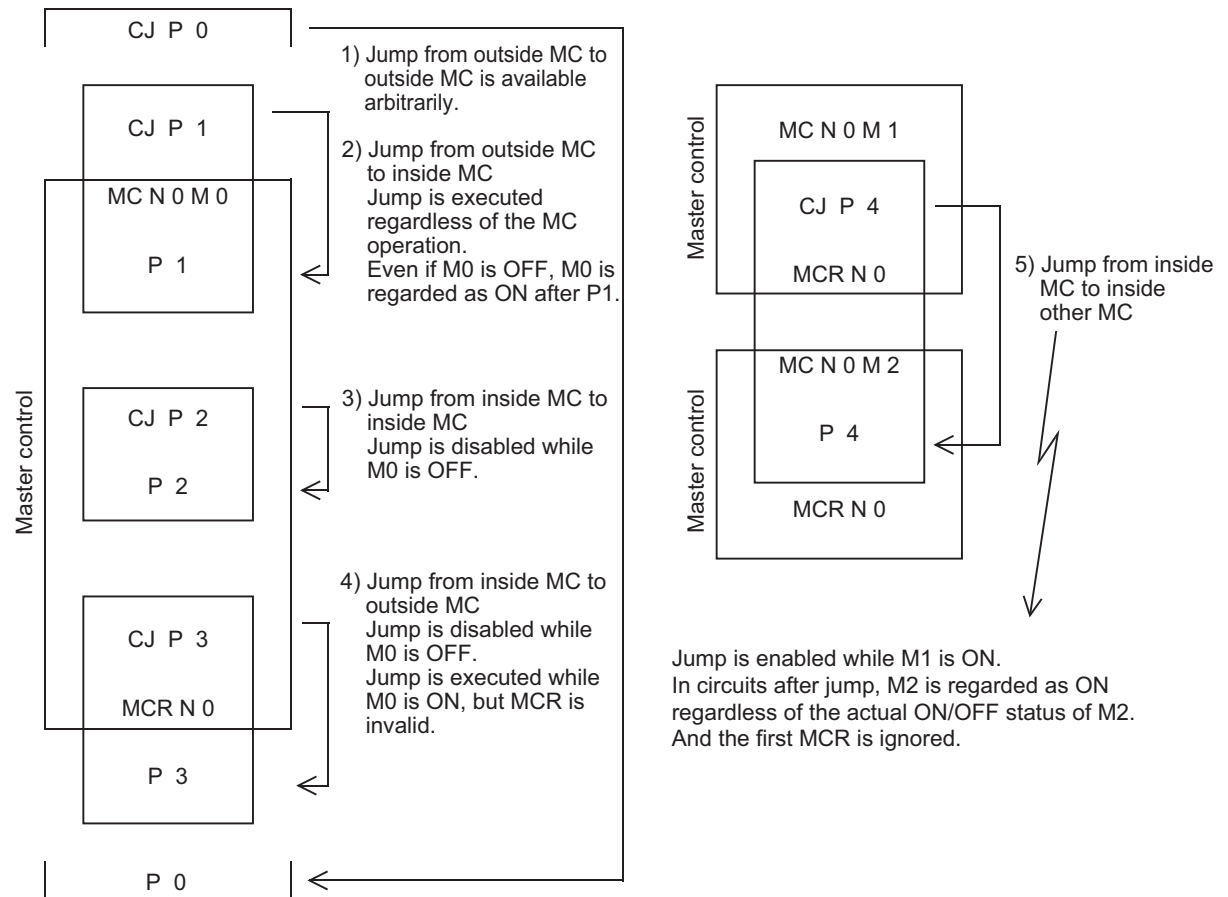 CJ P 0
1) Jump from outside MC to
outside MC is available
arbitrarily.
CJ P 1
2) Jump from outside MC
to inside MC
Jump is executed
regardless of the MC
operation.
Even if M0 is OFF, M0 is
regarded as ON after P1.
MC N 0 M 0
P 1
Master control
CJ P 2
P 2
3) Jump from inside MC to
inside MC
Jump is disabled while
M0 is OFF.
CJ P 3
MCR N 0
P 3
4) Jump from inside MC to
outside MC
Jump is disabled while
M0 is OFF.
Jump is executed while
M0 is ON, but MCR is
invalid.
P 0
Master control
MC N 0 M 1
CJ P 4
MCR N 0
5) Jump from inside
MC to inside
other MC
Master control
MC N 0 M 2
P 4
MCR N 0
Jump is enabled while M1 is ON.
In circuits after jump, M2 is regarded as ON
regardless of the actual ON/OFF status of M2.
And the first MCR is ignored.